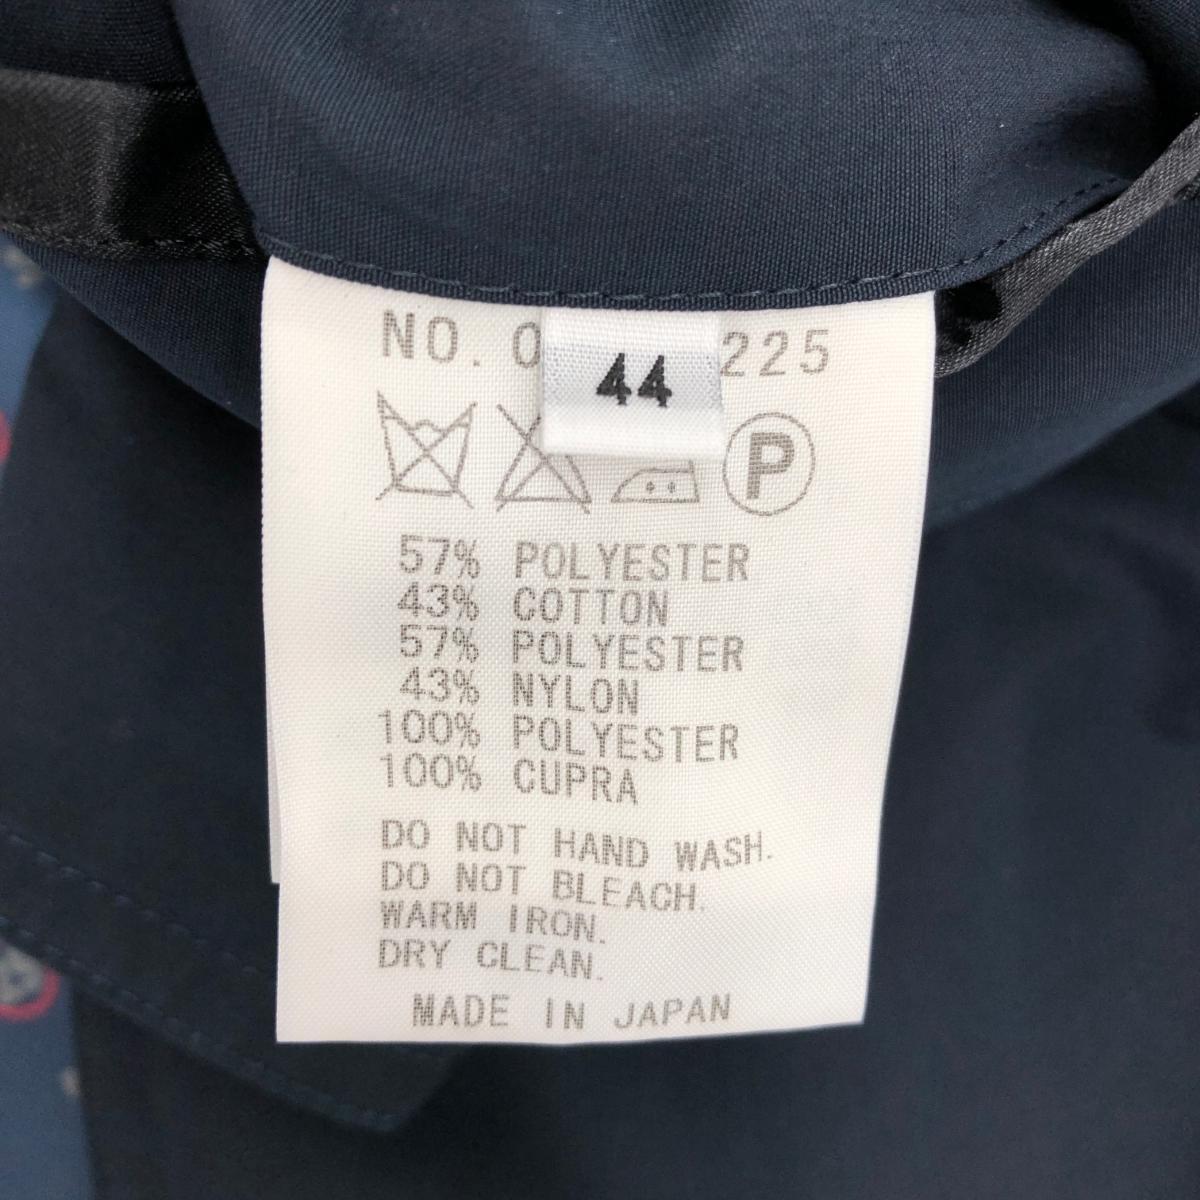 NO. 0 225
44
P
57% POLYESTER
43% COTTON
57% POLYESTER
43% NYLON
100% POLYESTER
100% CUPRA
DO NOT HAND WASH.
DO NOT BLEACH.
WARM IRON.
DRY CLEAN.
MADE IN JAPAN